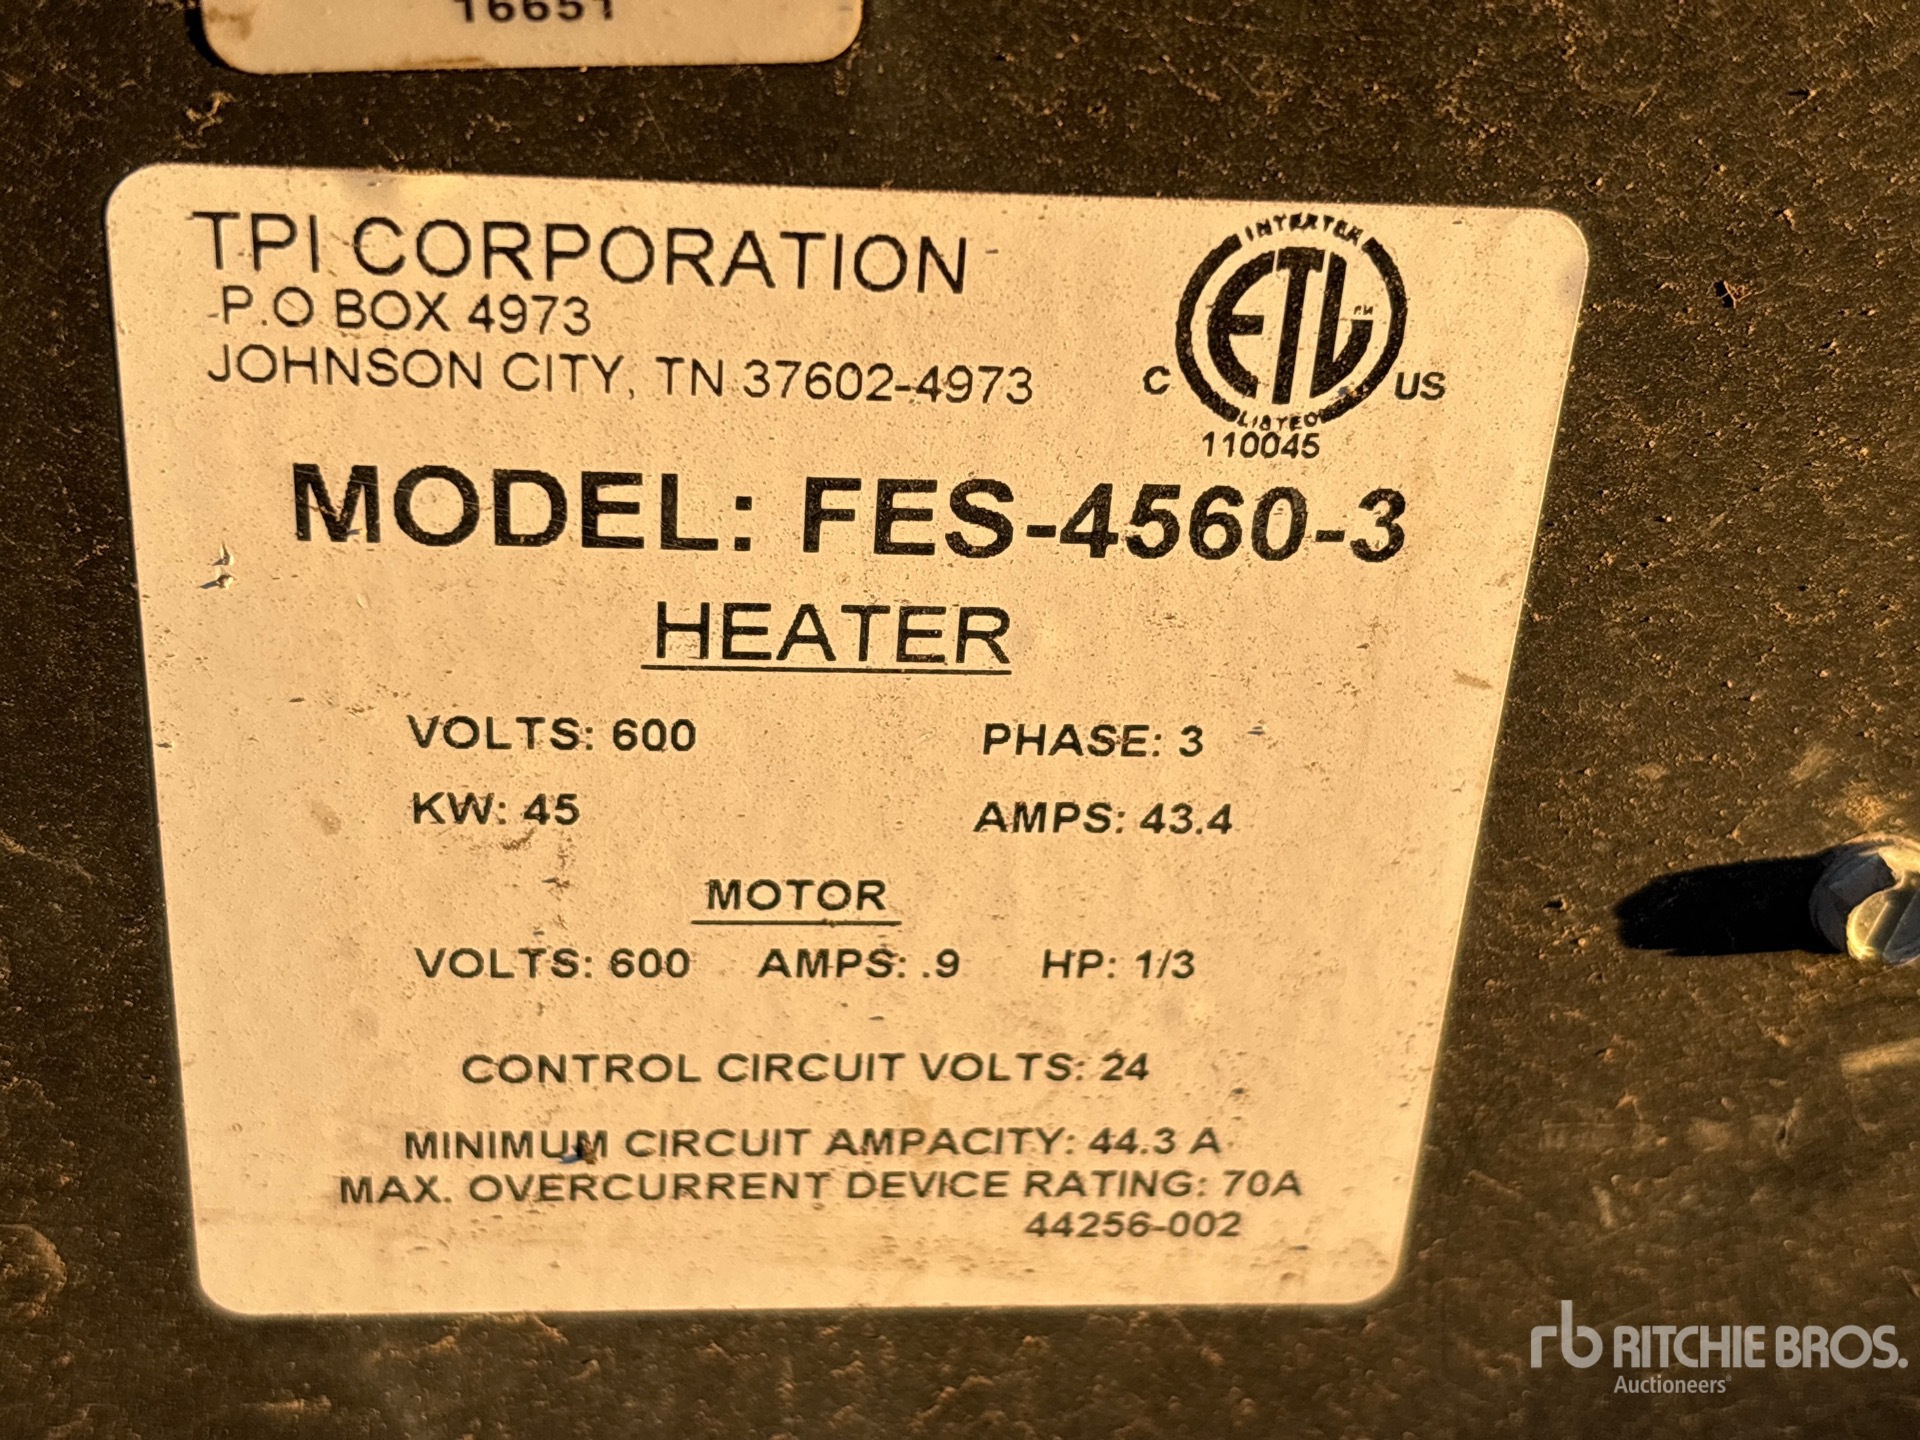 16651
TPI CORPORATION
P.O BOX 4973
JOHNSON CITY, TN 37602-4973
INTERTEK
ETL
C US
LISTED
110045
MODEL: FES-4560-3
HEATER
VOLTS: 600 PHASE: 3
KW: 45 AMPS: 43.4
MOTOR
VOLTS: 600 AMPS: .9 HP: 1/3
CONTROL CIRCUIT VOLTS: 24
MINIMUM CIRCUIT AMPACITY: 44.3 A
MAX. OVERCURRENT DEVICE RATING: 70A
44256-002
rb RITCHIE BROS.
Auctioneers